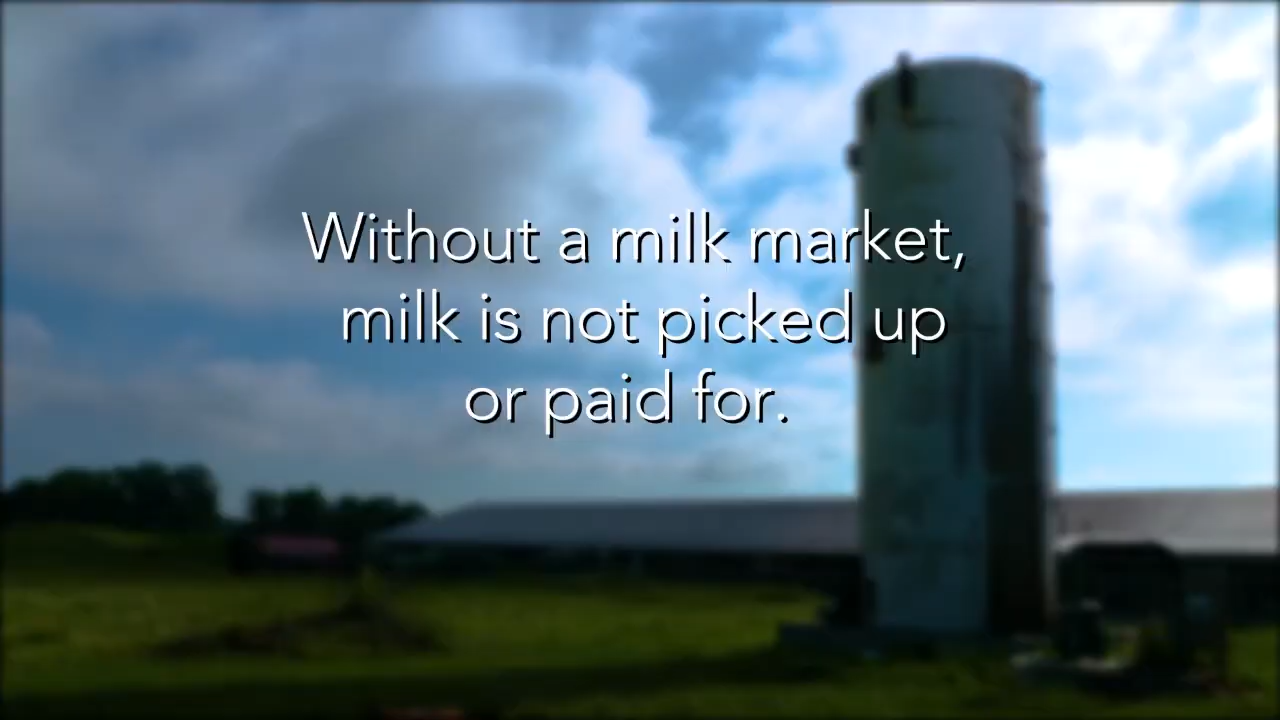 Without a milk market,
milk is not picked up
or paid for.